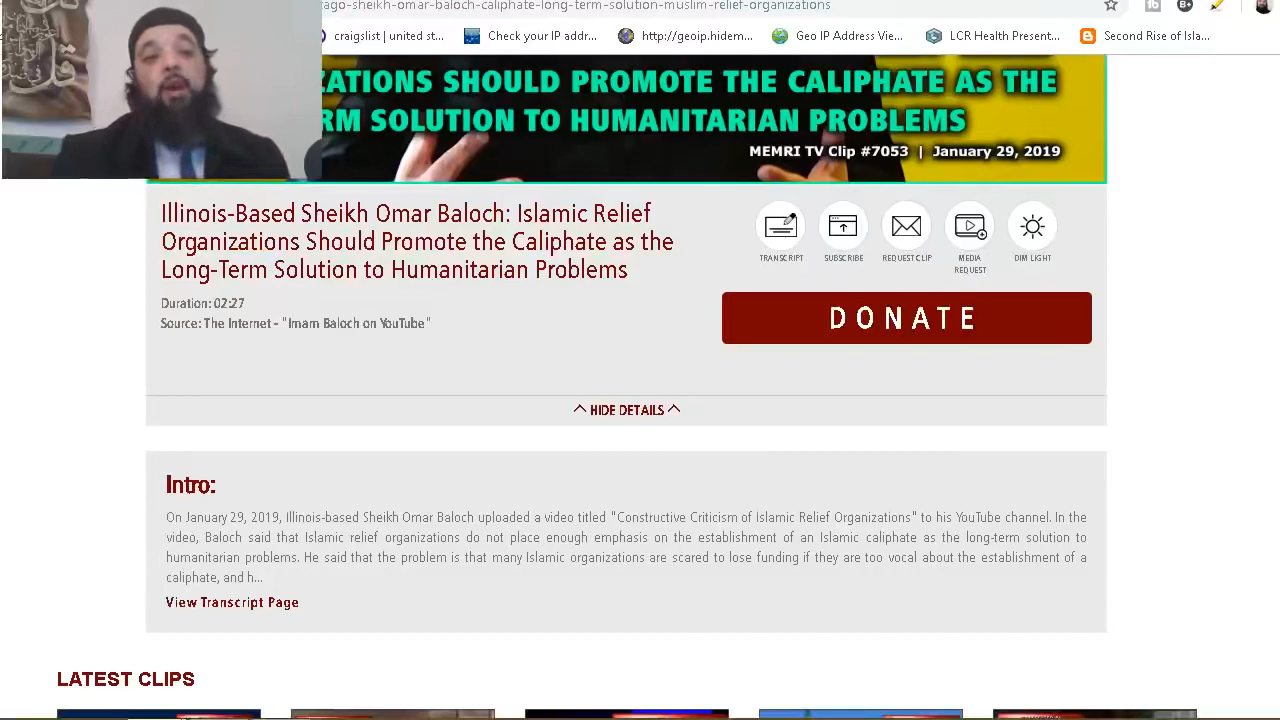 ago-sheikh-omar-baloch-caliphate-long-term-solution-muslim-relief-organizations
craigslist | united st...
Check your IP addr...
http://geoip.hidem...
Geo IP Address Vie...
LCR Health Present...
Second Rise of Isla...
ZATIONS SHOULD PROMOTE THE CALIPHATE AS THE
RM SOLUTION TO HUMANITARIAN PROBLEMS
MEMRI TV Clip #7053 | January 29, 2019
Illinois-Based Sheikh Omar Baloch: Islamic Relief
Organizations Should Promote the Caliphate as the
Long-Term Solution to Humanitarian Problems
Duration: 02:27
Source: The Internet - "Imam Baloch on YouTube"
TRANSCRIPT
SUBSCRIBE
REQUEST CLIP
MEDIA
REQUEST
DIM LIGHT
DONATE
HIDE DETAILS
Intro:
On January 29, 2019, Illinois-based Sheikh Omar Baloch uploaded a video titled "Constructive Criticism of Islamic Relief Organizations" to his YouTube channel. In the
video, Baloch said that Islamic relief organizations do not place enough emphasis on the establishment of an Islamic caliphate as the long-term solution to
humanitarian problems. He said that the problem is that many Islamic organizations are scared to lose funding if they are too vocal about the establishment of a
caliphate, and h...
View Transcript Page
LATEST CLIPS